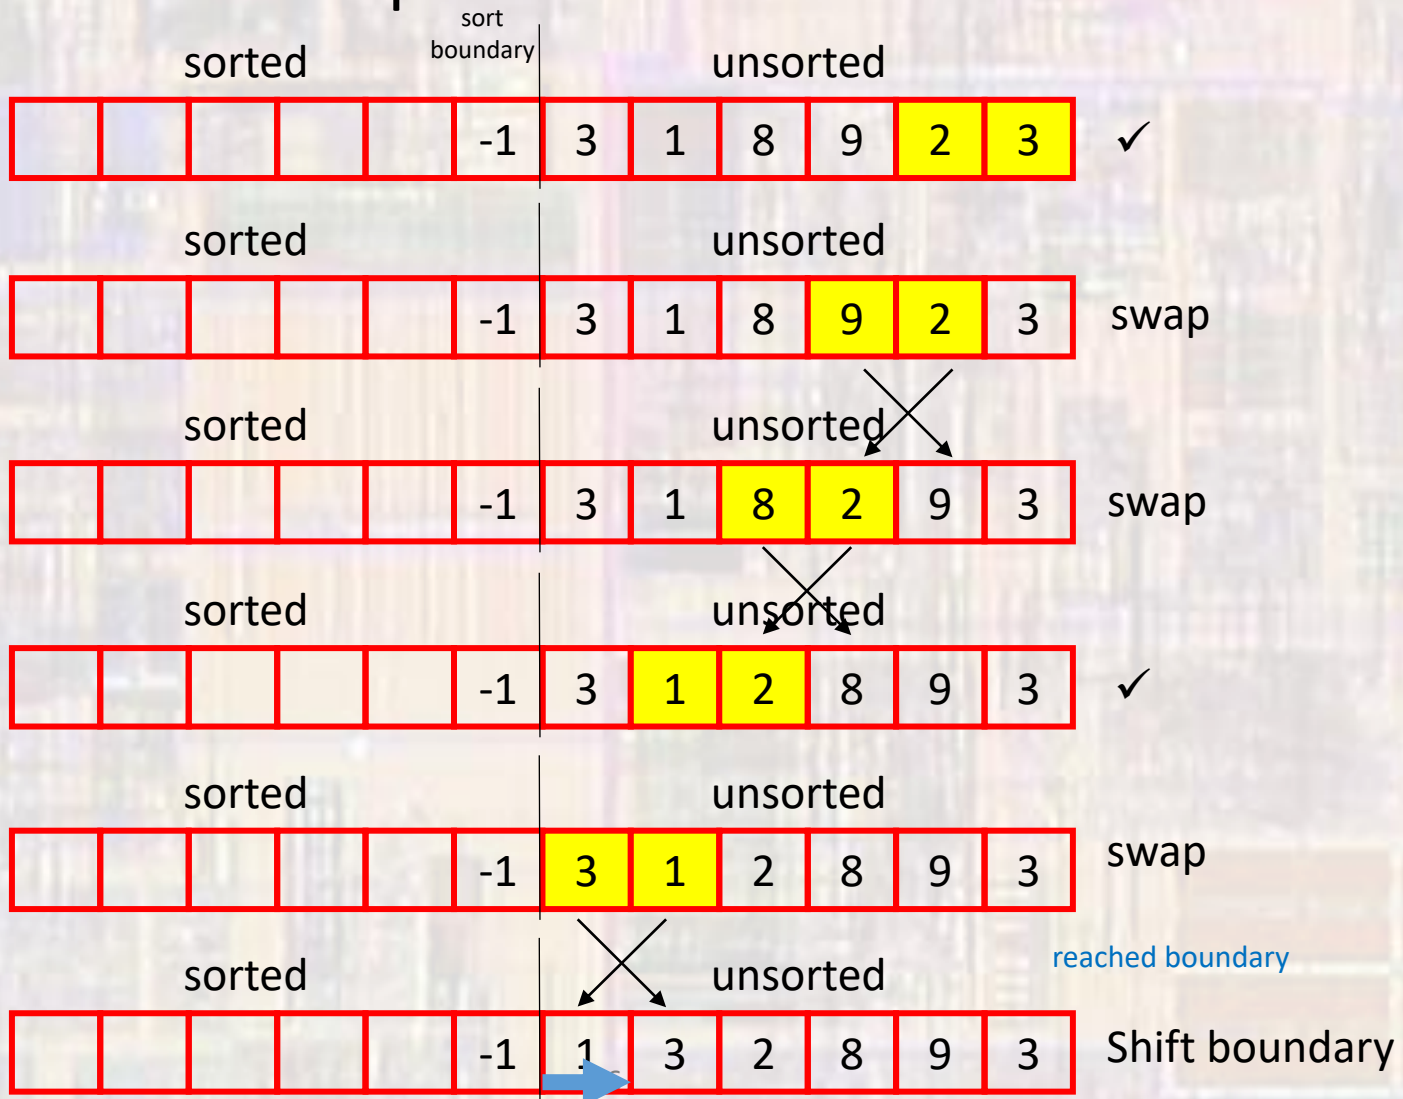 sort
boundary
sorted unsorted
-1 3 1 8 9 2 3 ✓
sorted unsorted
-1 3 1 8 9 2 3 swap
sorted unsorted
-1 3 1 8 2 9 3 swap
sorted unsorted
-1 3 1 2 8 9 3 ✓
sorted unsorted
-1 3 1 2 8 9 3 swap
reached boundary
sorted unsorted
-1 1 3 2 8 9 3 Shift boundary